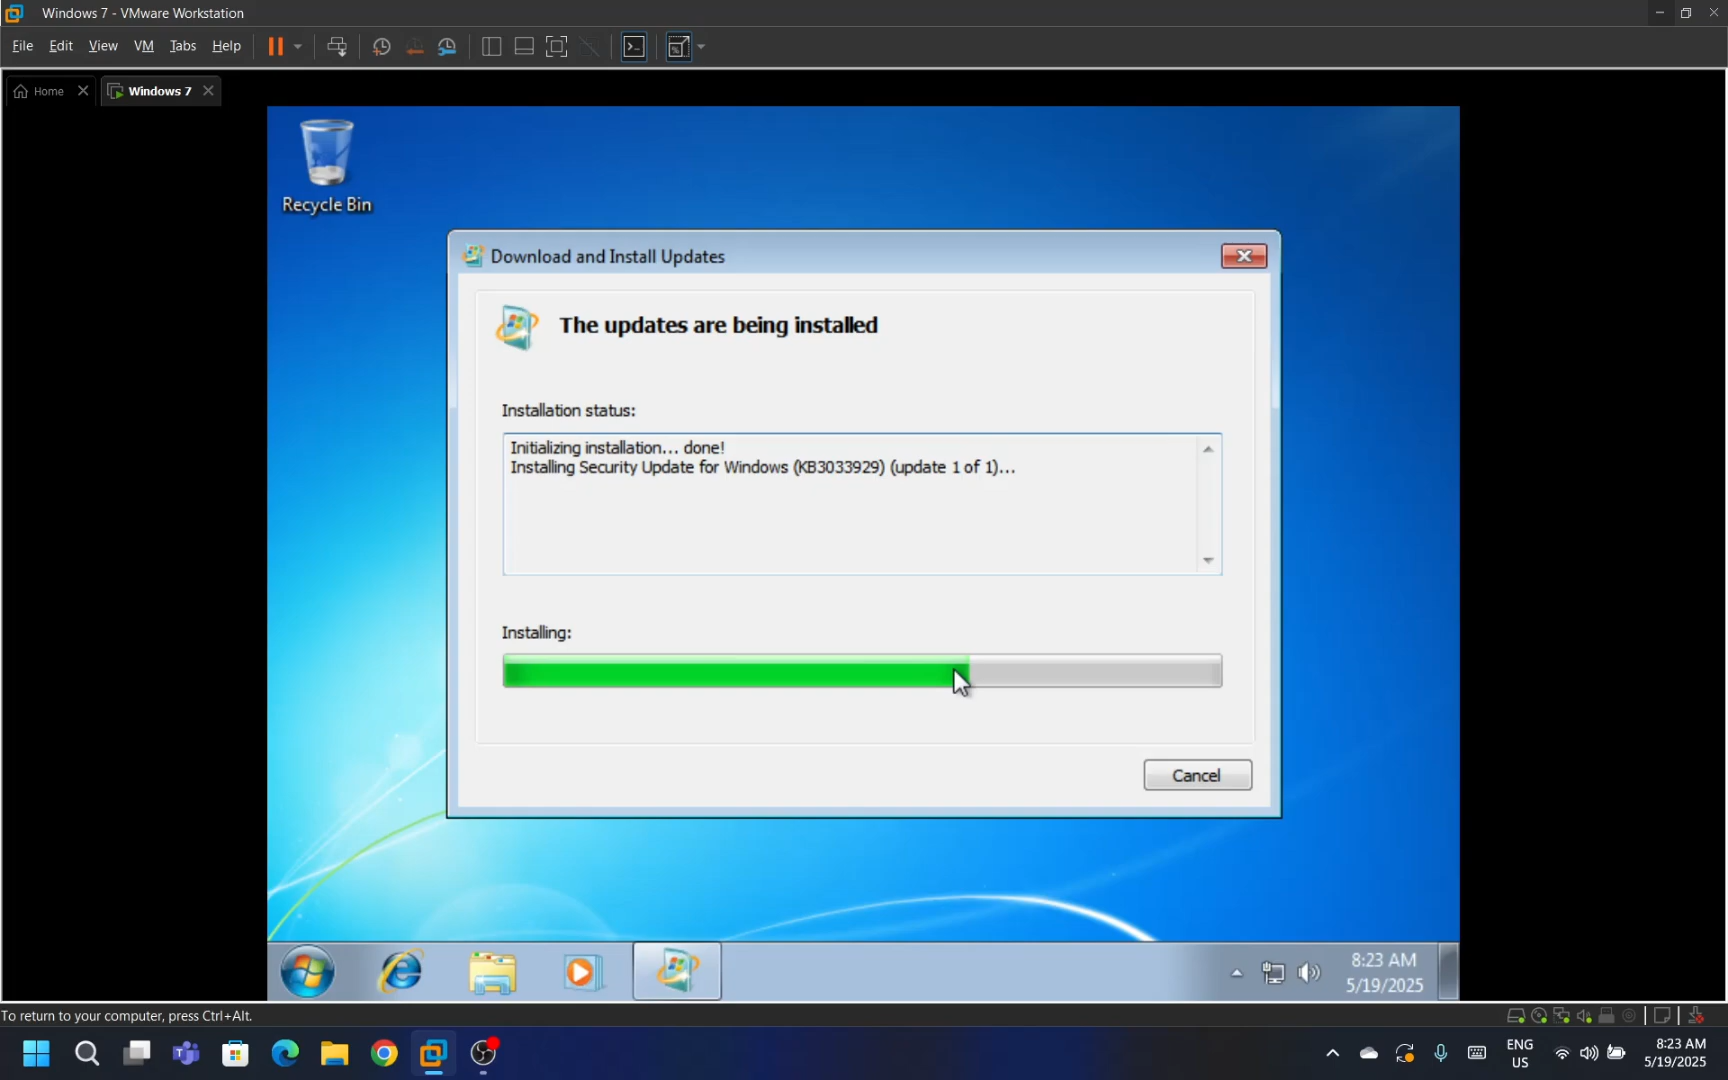 Windows 7 - VMware Workstation
File Edit View VM Tabs Help
Home Windows 7
Recycle Bin
Download and Install Updates
The updates are being installed
Installation status:
Initializing installation... done!
Installing Security Update for Windows (KB3033929) (update 1 of 1)...
Installing:
Cancel
8:23 AM
5/19/2025
To return to your computer, press Ctrl+Alt.
ENG
US
8:23 AM
5/19/2025